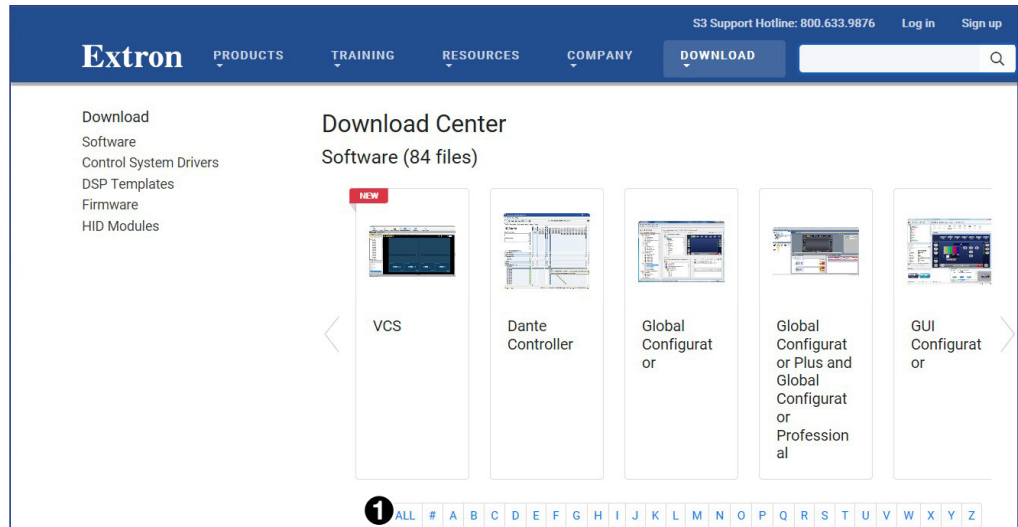 S3 Support Hotline: 800.633.9876 Log in Sign up
Extron PRODUCTS TRAINING RESOURCES COMPANY DOWNLOAD
Download
Software
Control System Drivers
DSP Templates
Firmware
HID Modules
Download Center
Software (84 files)
NEW
VCS
Dante
Controller
Global
Configurat
or
Global
Configurat
or Plus and
Global
Configurat
or
Profession
al
GUI
Configurat
or
1 ALL # A B C D E F G H I J K L M N O P Q R S T U V W X Y Z